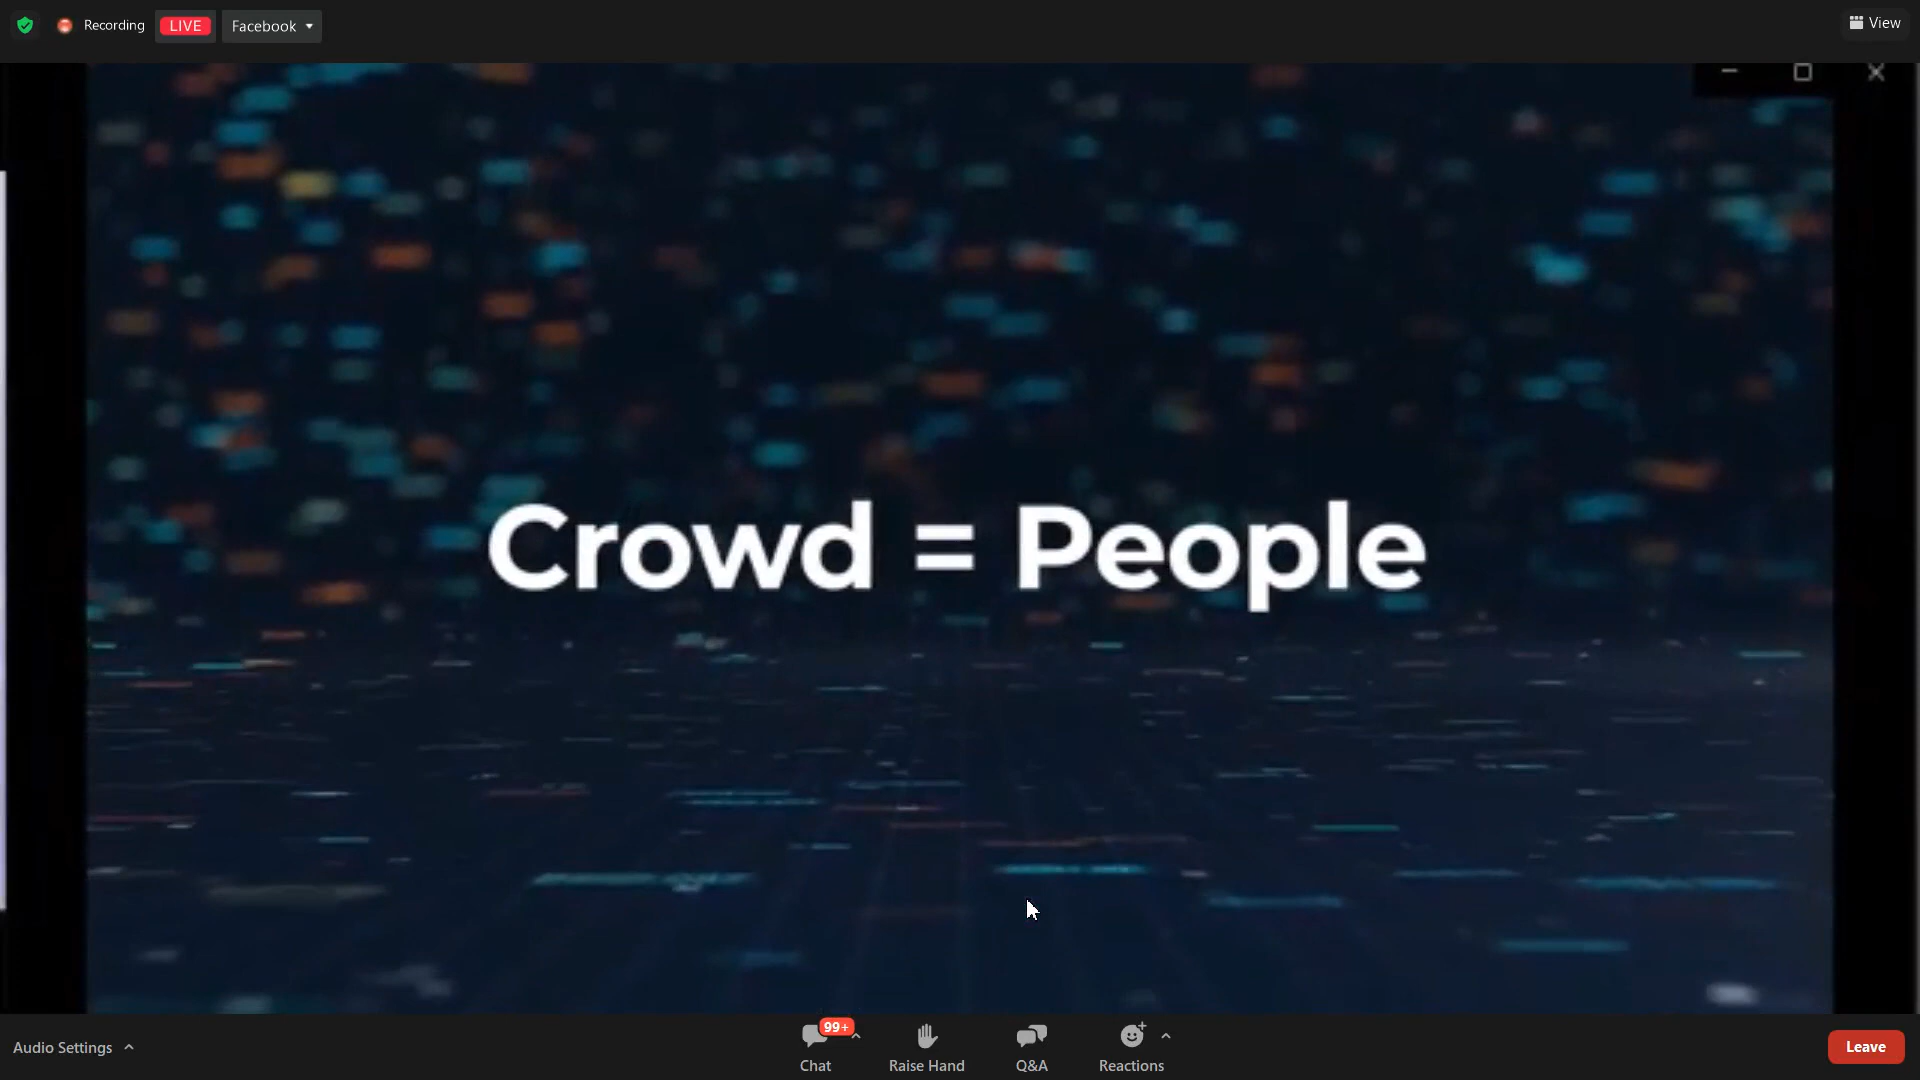 Recording
LIVE
Facebook
View
Crowd = People
Audio Settings
99+
Chat
Raise Hand
Q&A
Reactions
Leave